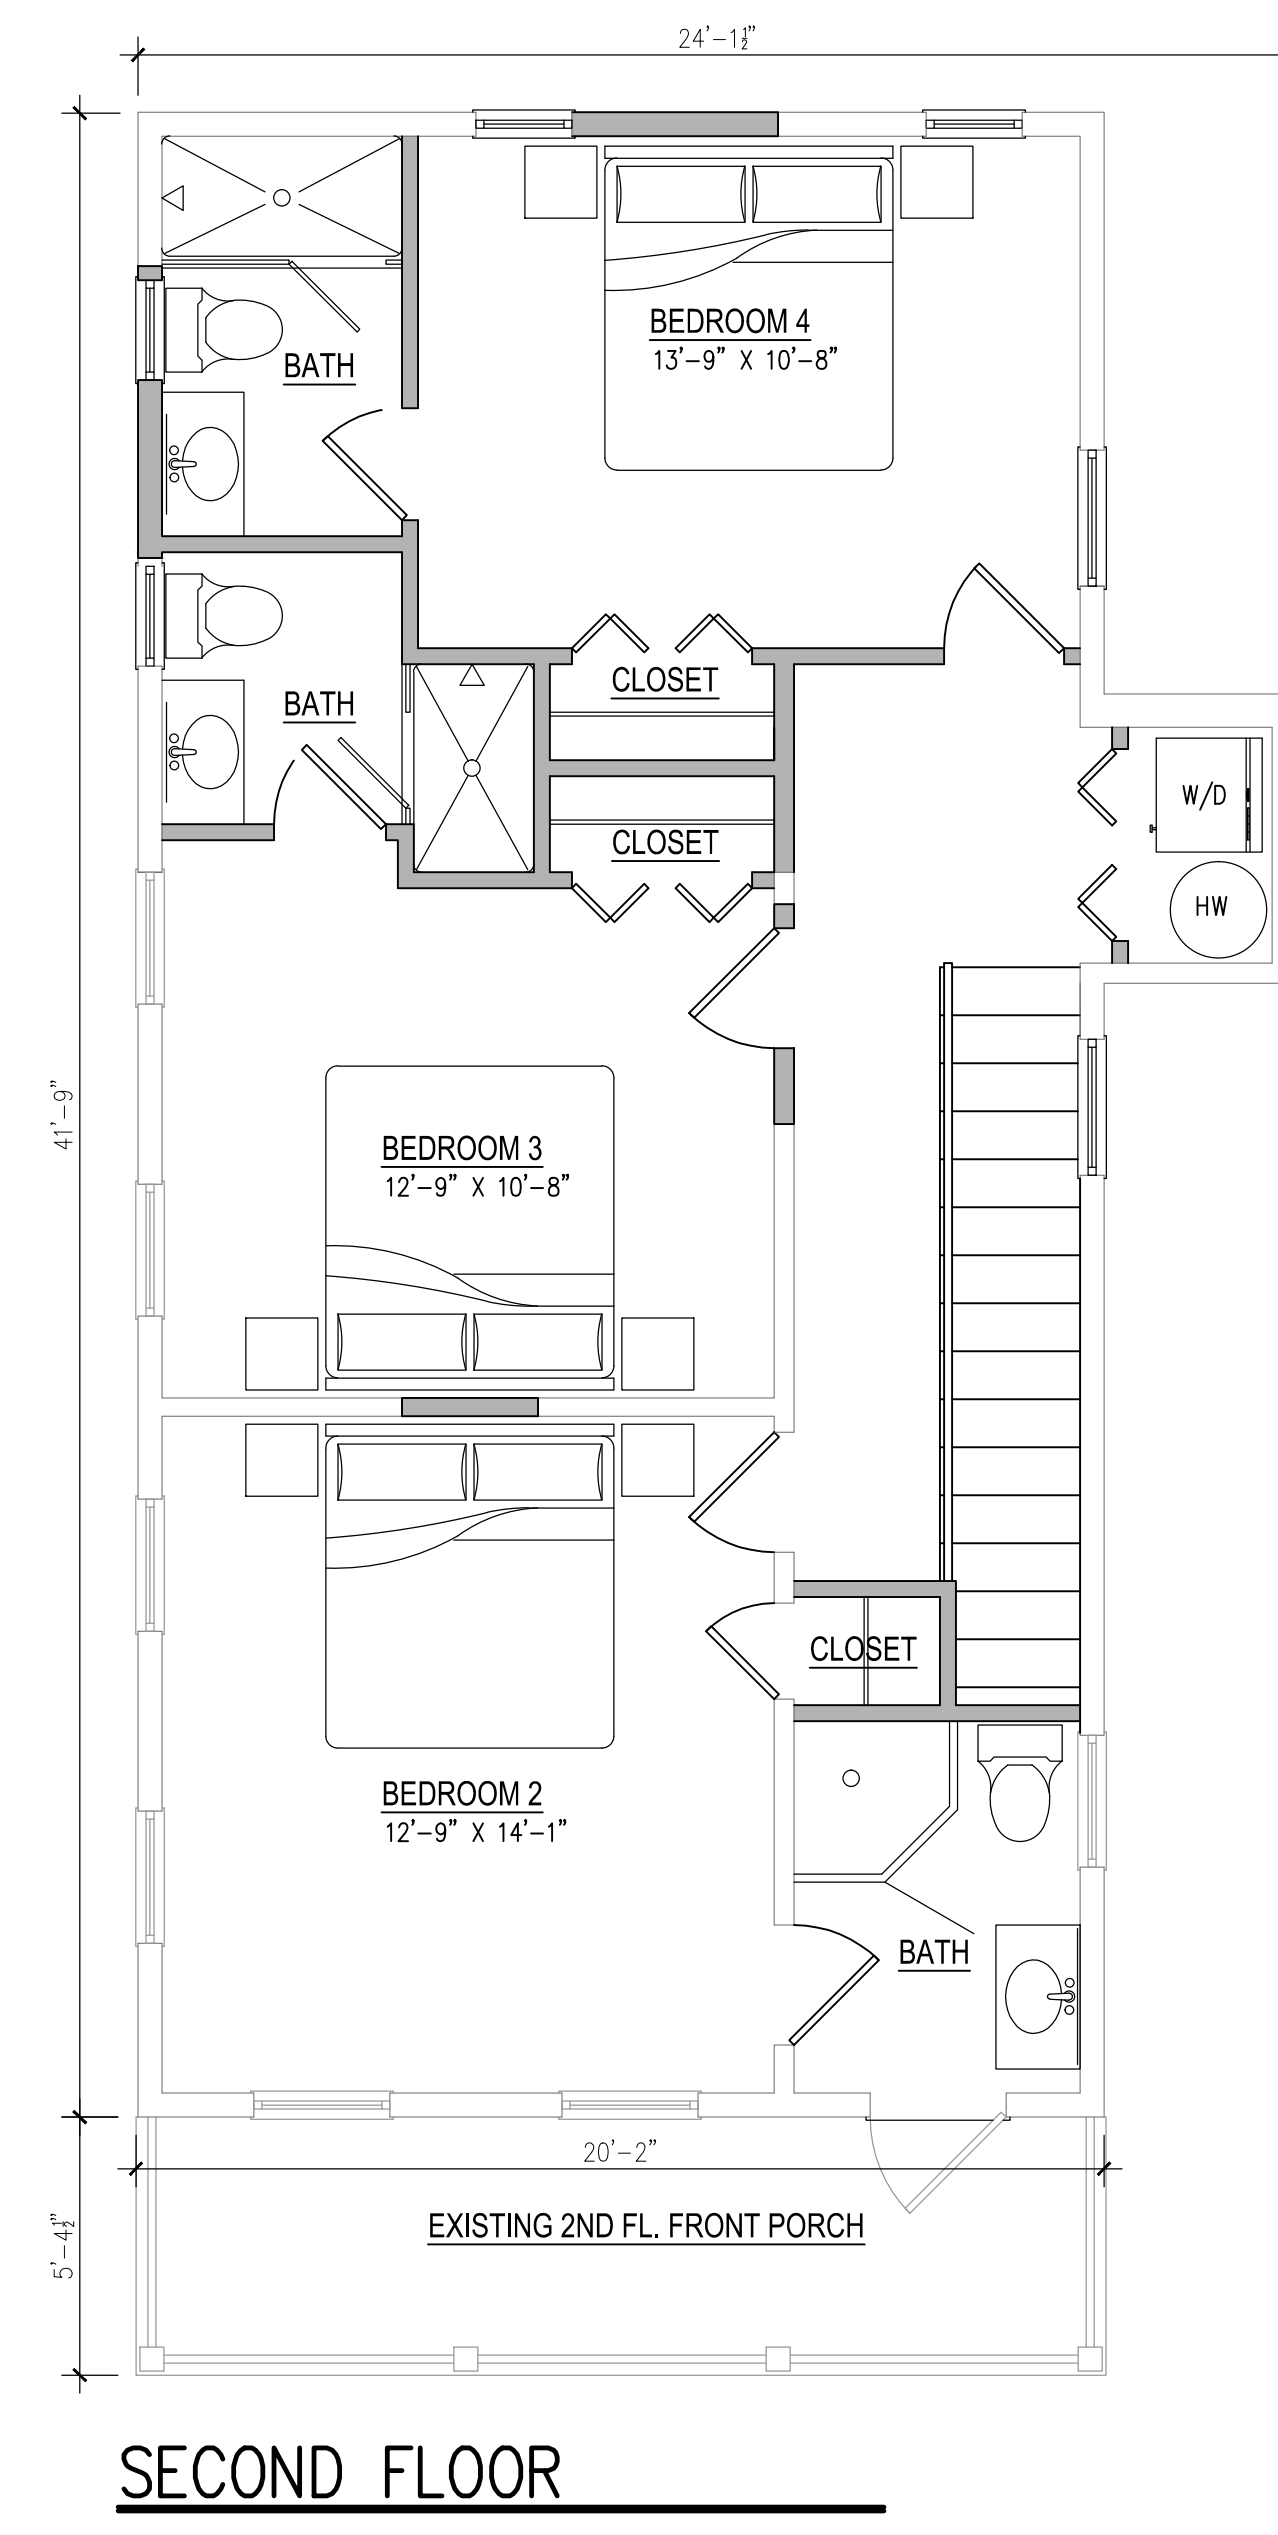 24'-1½"
BEDROOM 4
13'-9" X 10'-8"
BATH
CLOSET
BATH
W/D
CLOSET
HW
41'-9"
BEDROOM 3
12'-9" X 10'-8"
CLOSET
BEDROOM 2
12'-9" X 14'-1"
BATH
20'-2"
5'-4½"
EXISTING 2ND FL. FRONT PORCH
SECOND FLOOR